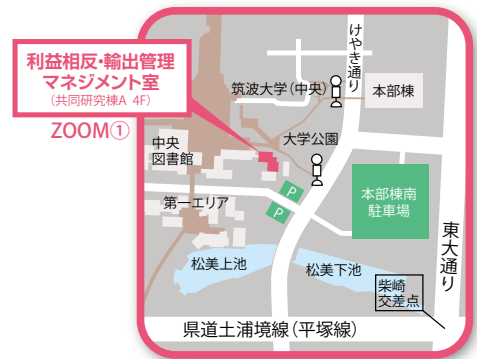 利益相反・輸出管理
マネジメント室
(共同研究棟A 4F)
ZOOM①
けやき通り
筑波大学(中央)
本部棟
大学公園
中央
図書館
P
P
第一エリア
本部棟南
駐車場
東大通り
松美上池
松美下池
柴崎
交差点
県道土浦境線(平塚線)